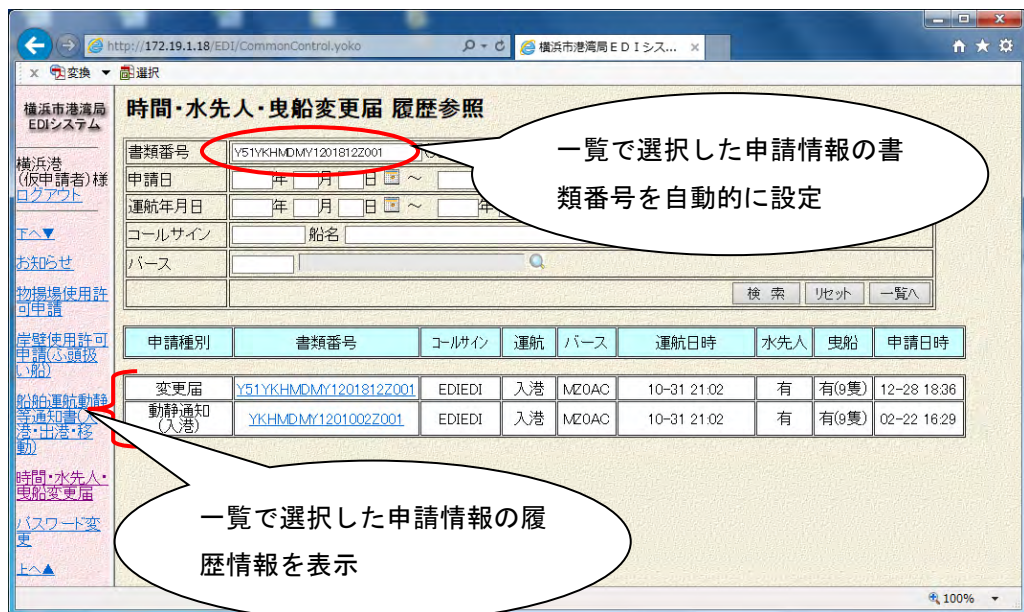 http://172.19.1.18/EDI/CommonControl.yoko
横浜市港湾局ＥＤＩシス...
x 変換 ▼ 選択
横浜市港湾局
EDIシステム
横浜港
(仮申請者)様
ログアウト
下へ▼
お知らせ
物揚場使用許
可申請
岸壁使用許可
申請(ふ頭扱
い船)
船舶運航動静
等通知書(入
港・出港・移
動)
時間・水先人・
曳船変更届
パスワード変
更
上へ▲
時間・水先人・曳船変更届 履歴参照
書類番号 Y51YKHMDMY1201812Z001
申請日 年 月 日 ～
運航年月日 年 月 日 ～ 年
コールサイン 船名
バース
検 索 リセット 一覧へ
申請種別 書類番号 コールサイン 運航 バース 運航日時 水先人 曳船 申請日時
変更届 Y51YKHMDMY1201812Z001 EDIEDI 入港 MZ0AC 10-31 21:02 有 有(9隻) 12-28 18:36
動静通知
(入港) YKHMDMY1201002Z001 EDIEDI 入港 MZ0AC 10-31 21:02 有 有(9隻) 02-22 16:29
一覧で選択した申請情報の書
類番号を自動的に設定
一覧で選択した申請情報の履
歴情報を表示
100%